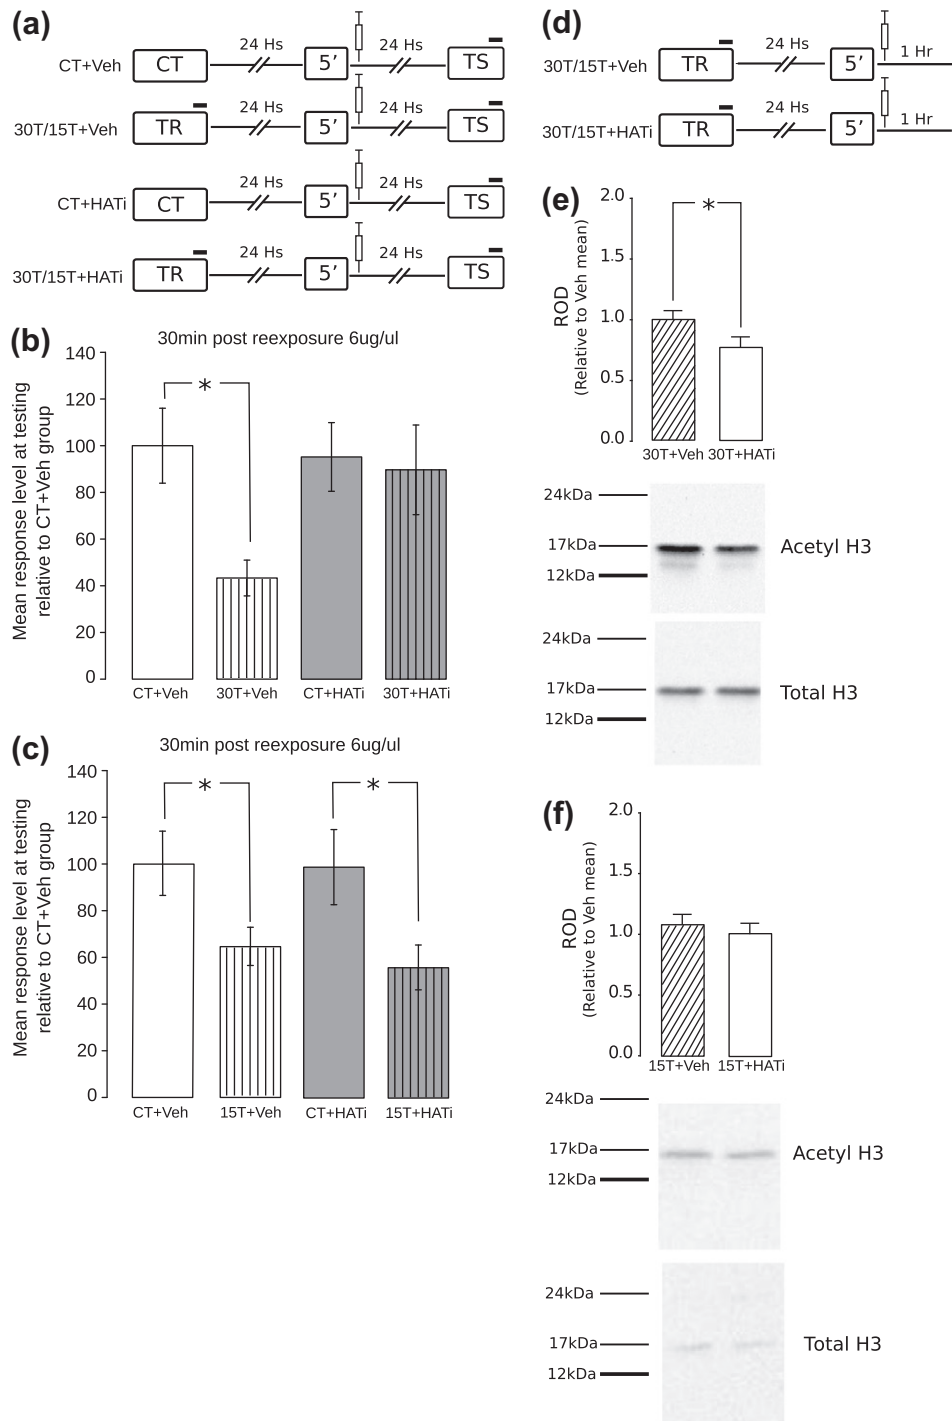 (a)
24 Hs 24 Hs
CT+Veh CT 5’ TS
24 Hs 24 Hs
30T/15T+Veh TR 5’ TS
24 Hs 24 Hs
CT+HATi CT 5’ TS
24 Hs 24 Hs
30T/15T+HATi TR 5’ TS
(b)
30min post reexposure 6ug/ul
Mean response level at testing
relative to CT+Veh group
140
120
100
80
60
40
20
0
*
CT+Veh 30T+Veh CT+HATi 30T+HATi
(c)
30min post reexposure 6ug/ul
Mean response level at testing
relative to CT+Veh group
140
120
100
80
60
40
20
0
* *
CT+Veh 15T+Veh CT+HATi 15T+HATi
(d)
24 Hs 1 Hr
30T/15T+Veh TR 5’
24 Hs 1 Hr
30T/15T+HATi TR 5’
(e)
ROD
(Relative to Veh mean)
2.0
1.5
1.0
0.5
0.0
*
30T+Veh 30T+HATi
24kDa
17kDa Acetyl H3
12kDa
24kDa
17kDa Total H3
12kDa
(f)
ROD
(Relative to Veh mean)
2.0
1.5
1.0
0.5
0.0
15T+Veh 15T+HATi
24kDa
17kDa Acetyl H3
12kDa
24kDa
17kDa Total H3
12kDa